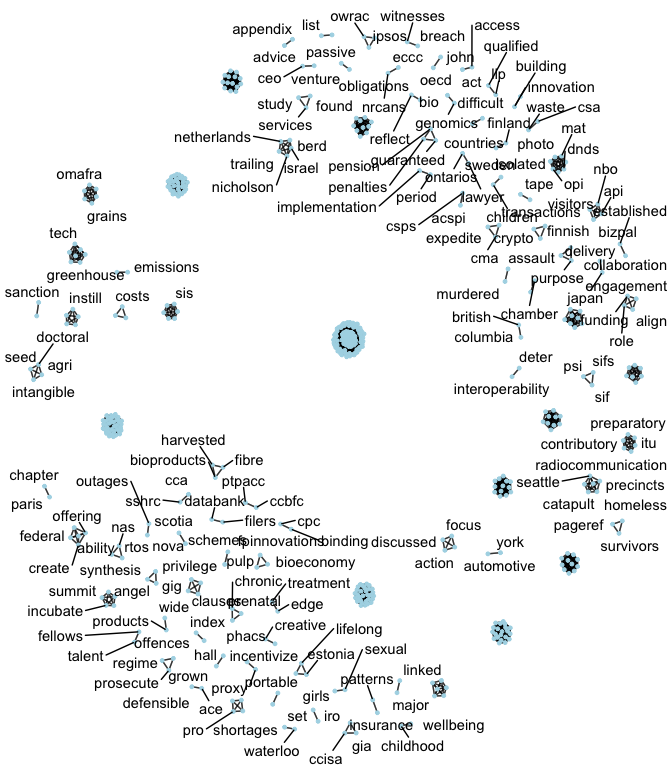 appendix list owrac witnesses
ipsos breach access
advice passive eccc john qualified
ceo venture obligations oecd act llp building
study found nrcans bio difficult innovation
services reflect genomics finland waste csa
netherlands berd countries photo mat
trailing israel pension guaranteed sweden isolated dnds
nicholson penalties ontarios tape opi nbo
implementation period lawyer visitors api
csps acspi children transactions established
expedite crypto finnish bizpal
cma assault delivery
collaboration
murdered purpose engagement
british chamber japan funding align
columbia role
deter psi sifs
interoperability sif
omafra
grains
tech
greenhouse emissions
sanction instill costs sis
doctoral
seed agri
intangible
preparatory
contributory itu
radiocommunication
seattle precincts
catapult homeless
pageref
survivors
harvested
bioproducts fibre
chapter outages cca ptpacc
paris sshrc databank ccbfc
offering nas scotia filers cpc
federal ability rtos nova schemes fpinnovations binding discussed focus
create synthesis privilege pulp bioeconomy action york
automotive
summit angel gig chronic treatment
incubate wide clauses prenatal edge
products index creative
fellows offences phacs lifelong
talent regime hall incentivize estonia sexual
prosecute grown proxy portable patterns linked
defensible ace girls major
pro shortages set iro insurance wellbeing
waterloo gia childhood
ccisa